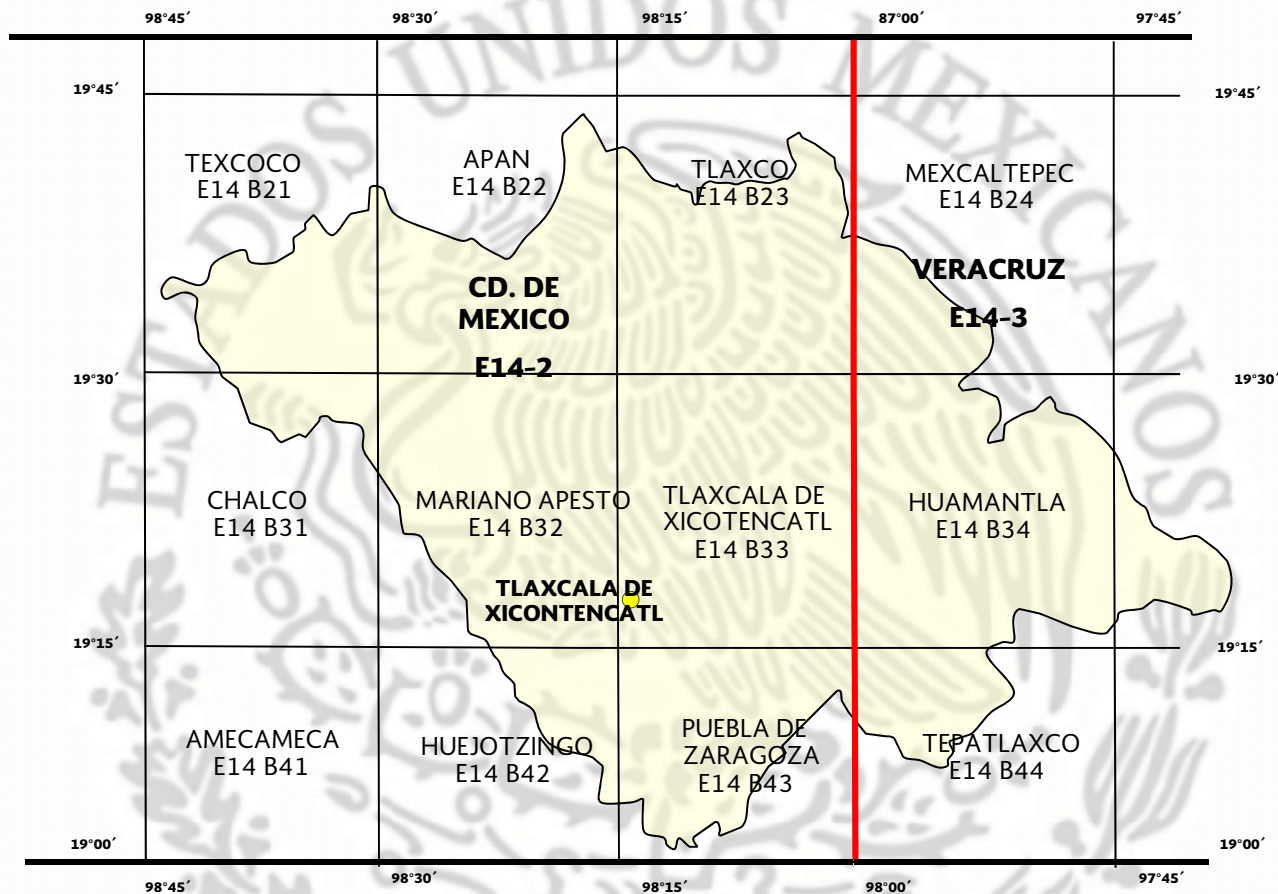 98°45´ 98°30´ 98°15´ 87°00´ 97°45´
ESTADOS UNIDOS MEXICANOS
19°45´ 19°45´
TEXCOCO
E14 B21
APAN
E14 B22
TLAXCO
E14 B23
MEXCALTEPEC
E14 B24
CD. DE
MEXICO
E14-2
VERACRUZ
E14-3
19°30´ 19°30´
CHALCO
E14 B31
MARIANO APESTO
E14 B32
TLAXCALA DE
XICOTENCATL
E14 B33
HUAMANTLA
E14 B34
TLAXCALA DE
XICONTENCATL
19°15´ 19°15´
AMECAMECA
E14 B41
HUEJOTZINGO
E14 B42
PUEBLA DE
ZARAGOZA
E14 B43
TEPATLAXCO
E14 B44
19°00´ 19°00´
98°45´ 98°30´ 98°15´ 98°00´ 97°45´